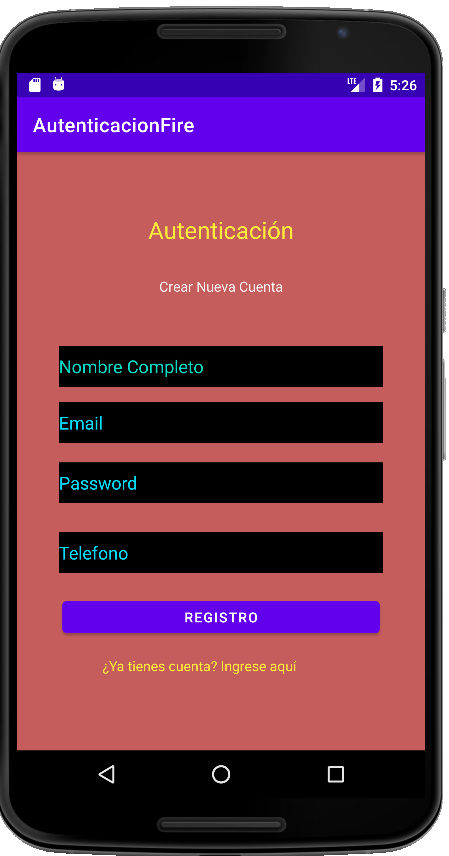 LTE 5:26
AutenticacionFire
Autenticación
Crear Nueva Cuenta
Nombre Completo
Email
Password
Telefono
REGISTRO
¿Ya tienes cuenta? Ingrese aquí